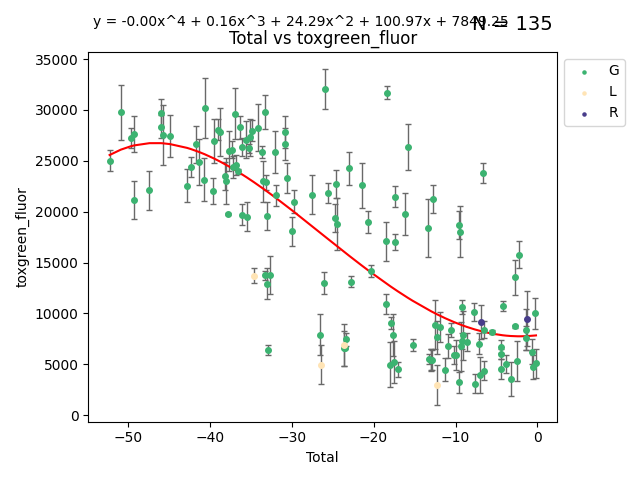 y = -0.00x^4 + 0.16x^3 + 24.29x^2 + 100.97x + 7849.25
N = 135
Total vs toxgreen_fluor
35000
30000
25000
20000
15000
10000
5000
0
toxgreen_fluor
−50
−40
−30
−20
−10
0
Total
G
L
R